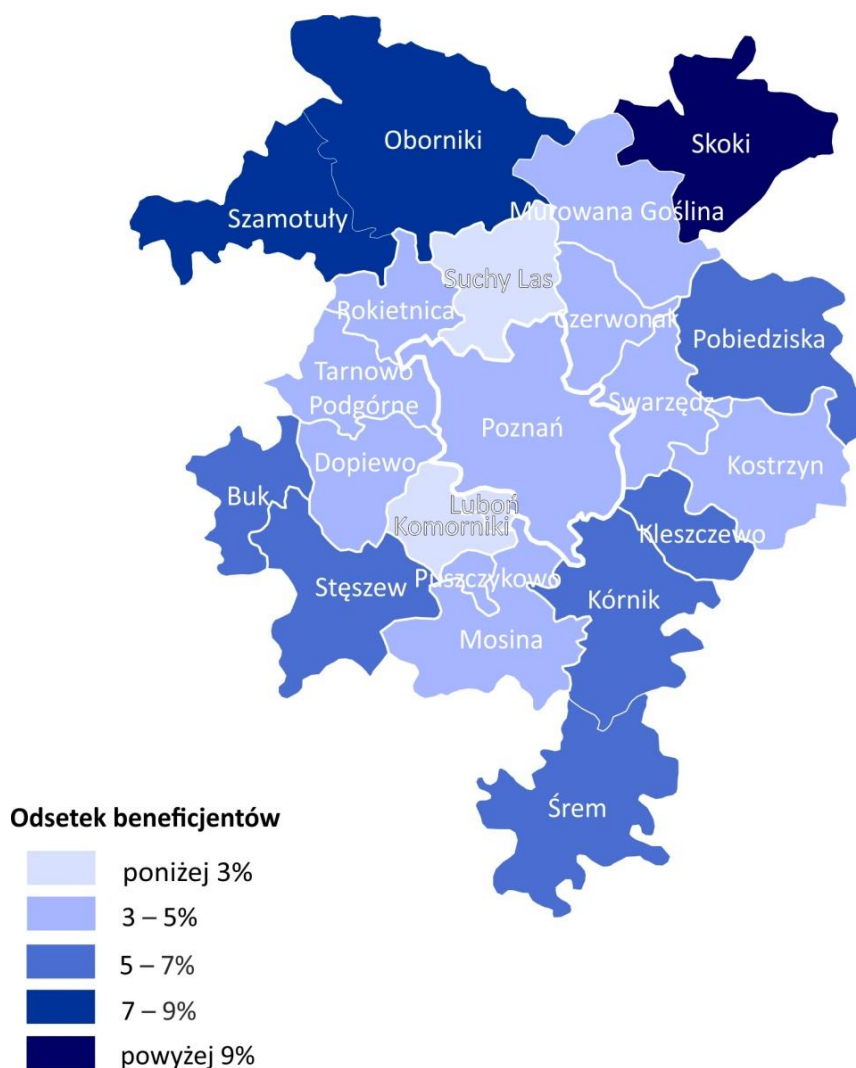 Oborniki
Skoki
Szamotuły
Murowana Goślina
Suchy Las
Rokietnica
Czerwonak
Pobiedziska
Tarnowo
Podgórne
Swarzędz
Poznań
Dopiewo
Kostrzyn
Buk
Luboń
Komorniki
Kleszczewo
Puszczykowo
Stęszew
Kórnik
Mosina
Śrem
Odsetek beneficjentów
poniżej 3%
3 – 5%
5 – 7%
7 – 9%
powyżej 9%